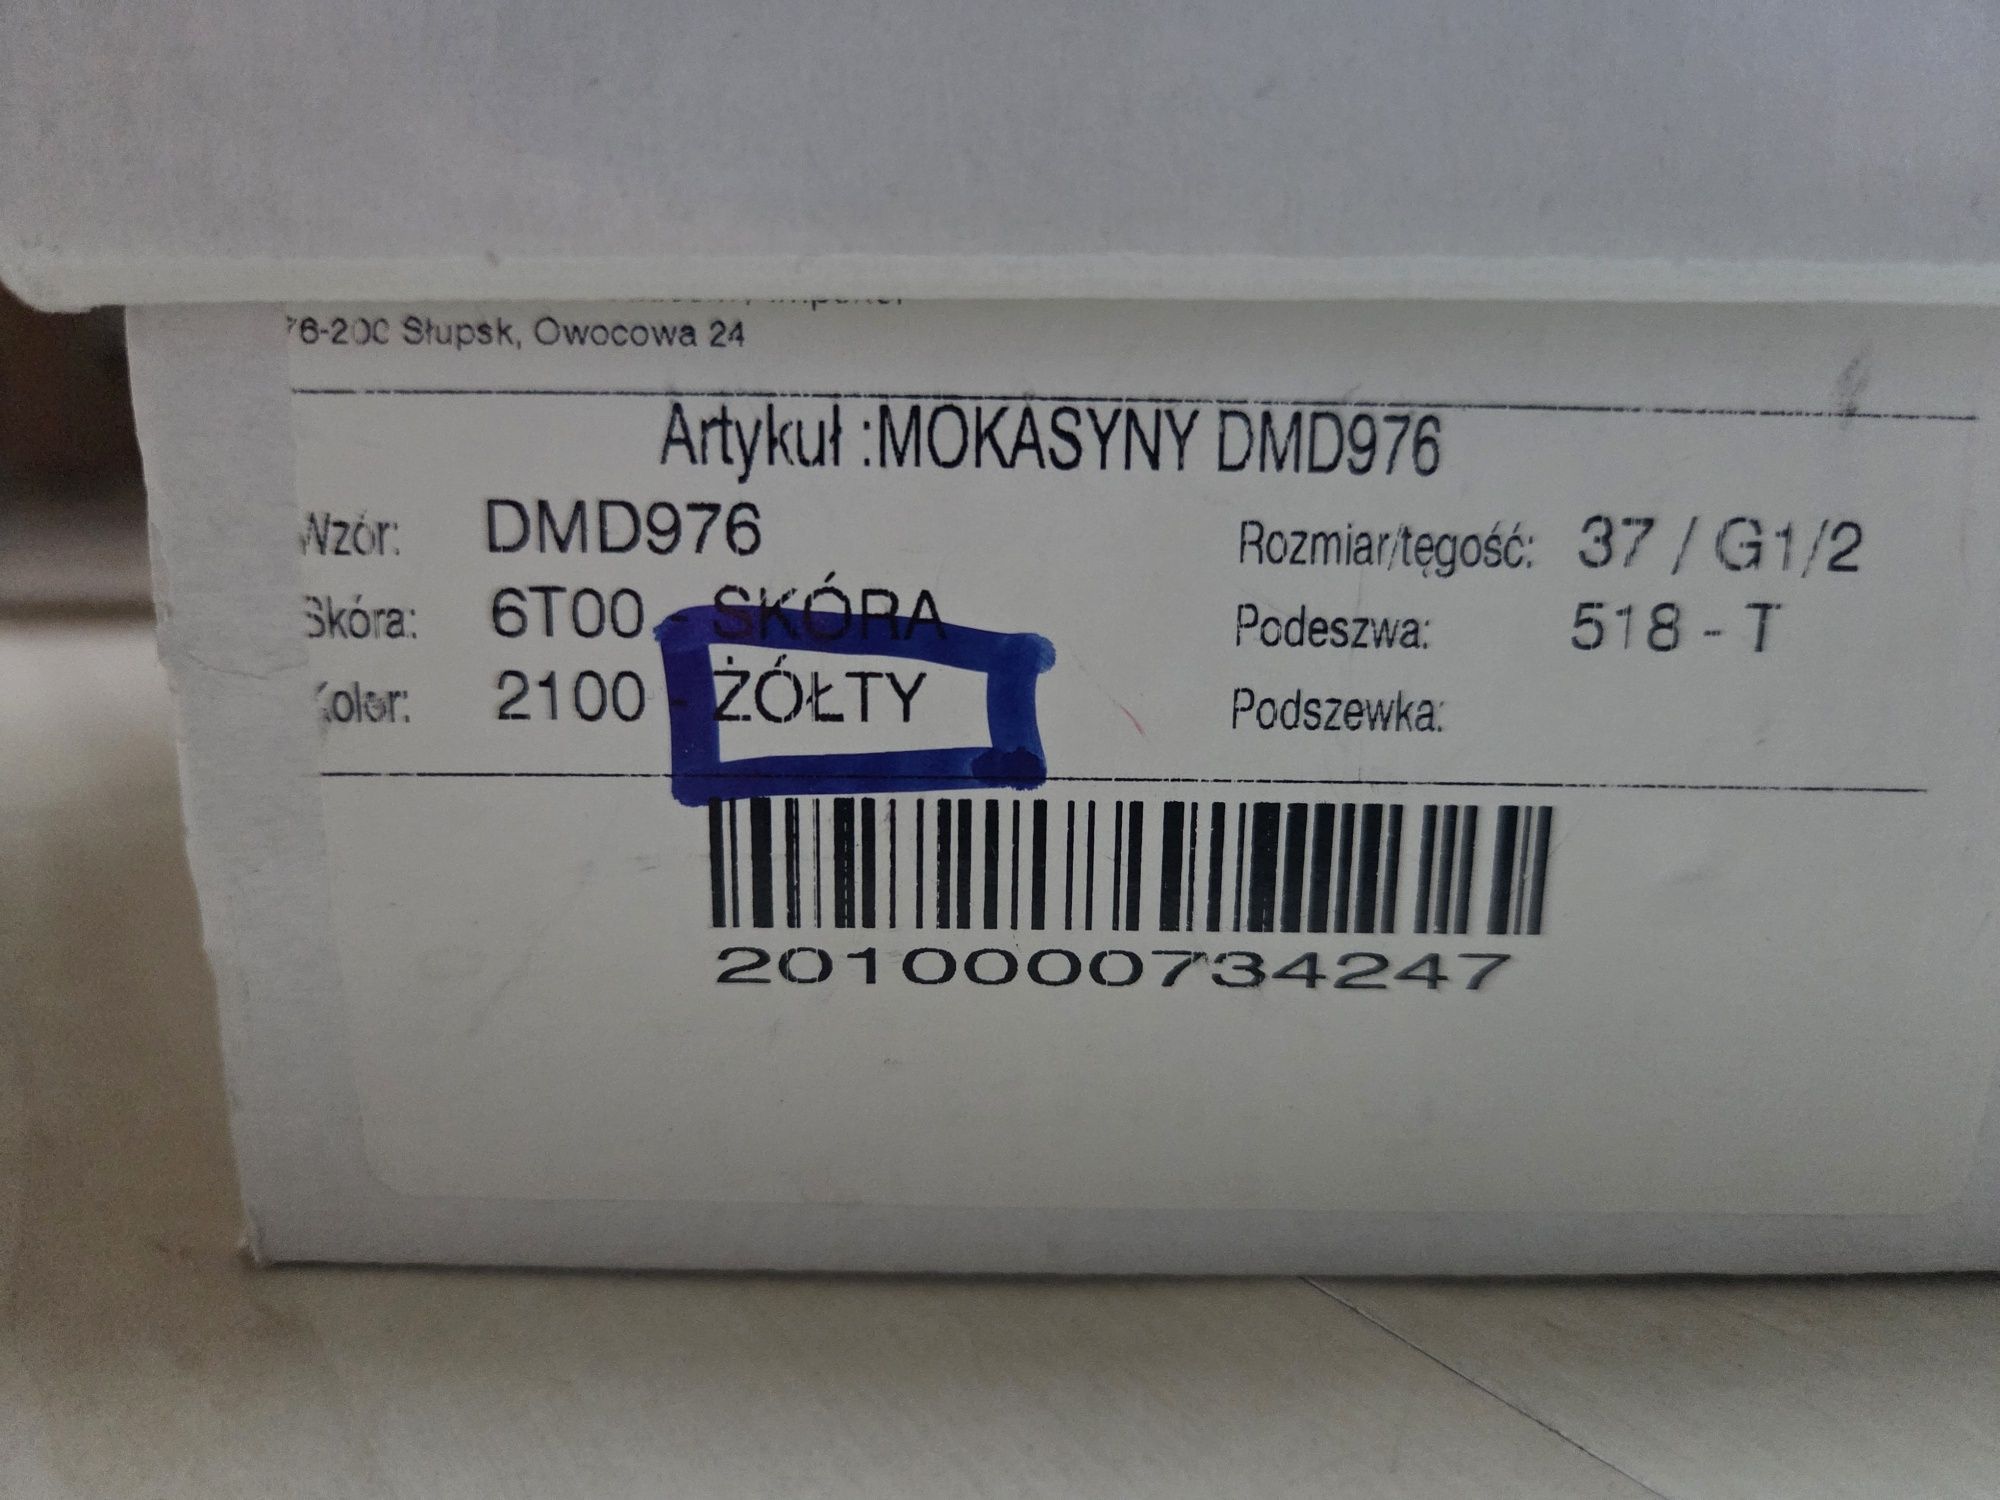 76-200 Słupsk, Owocowa 24
Artykuł :MOKASYNY DMD976
Wzór: DMD976
Rozmiar/tęgość: 37 / G1/2
Skóra: 6T00 - SKÓRA
Podeszwa: 518 - T
Kolor: 2100 - ŻÓŁTY
Podszewka:
2010000734247